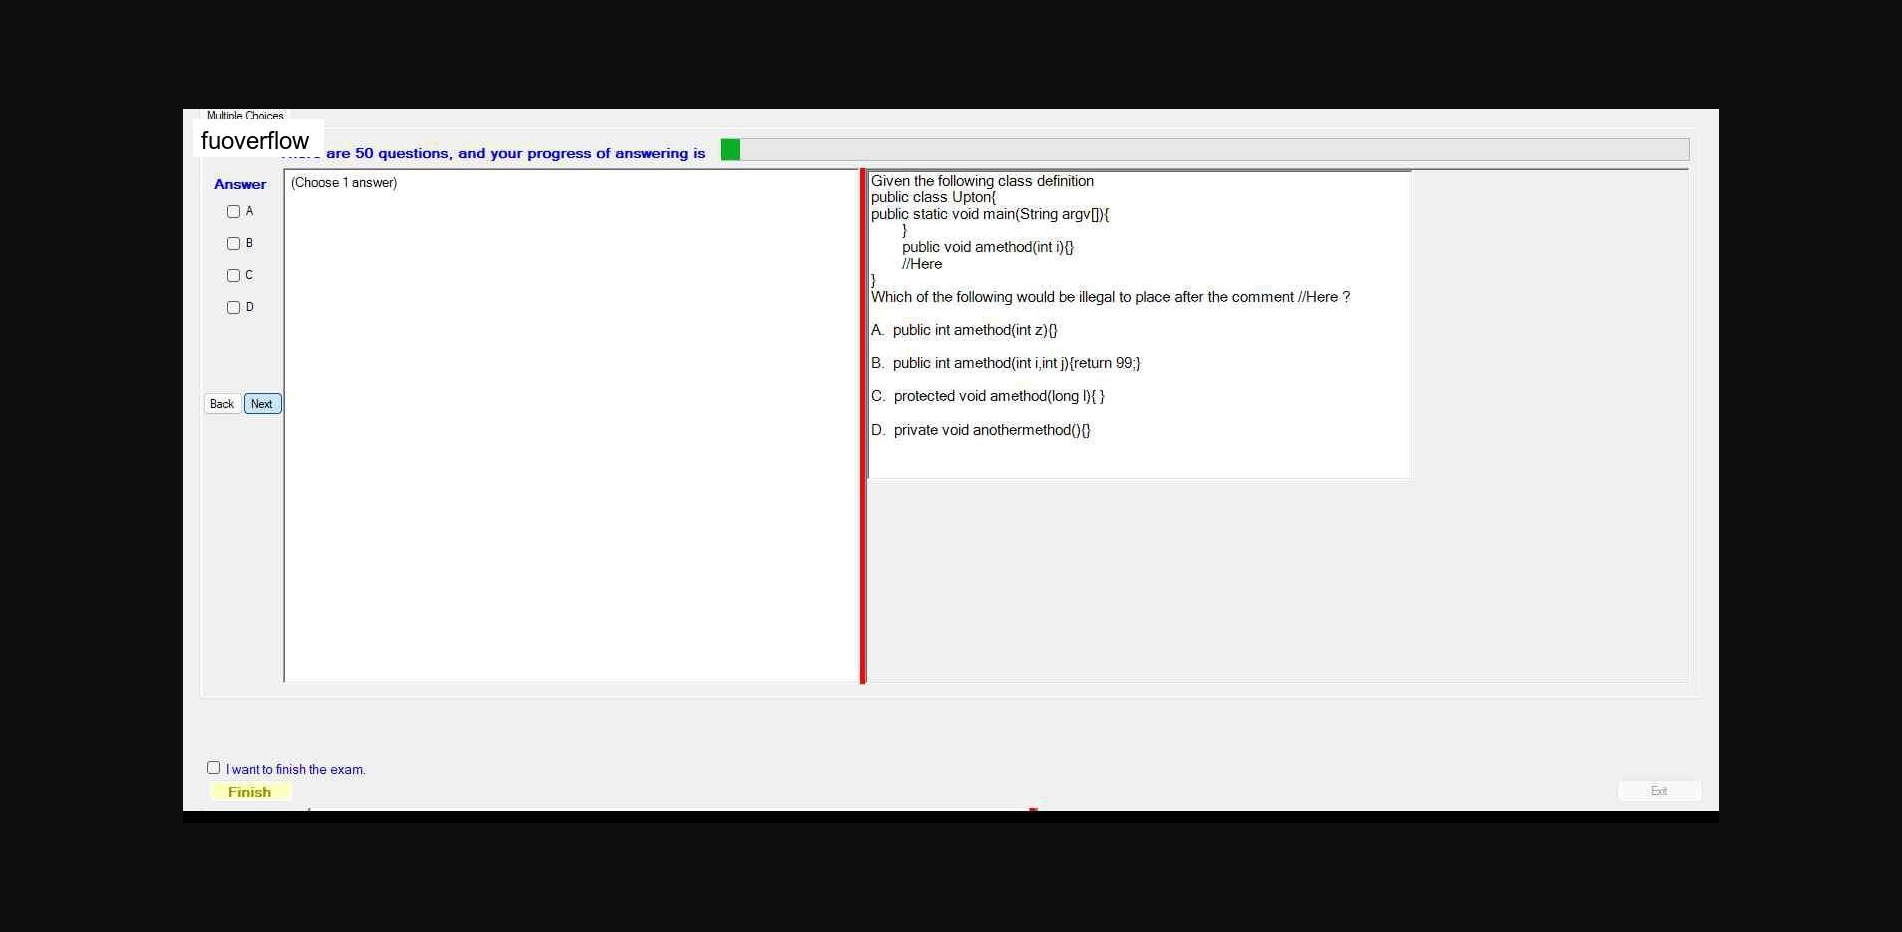 Multiple Choices
fuoverflow
are 50 questions, and your progress of answering is
Answer
(Choose 1 answer)
A
B
C
D
Back Next
Given the following class definition
public class Upton{
public static void main(String argv[]){
}
public void amethod(int i){}
//Here
}
Which of the following would be illegal to place after the comment //Here ?
A. public int amethod(int z){}
B. public int amethod(int i,int j){return 99;}
C. protected void amethod(long l){ }
D. private void anothermethod(){}
I want to finish the exam.
Finish
Exit